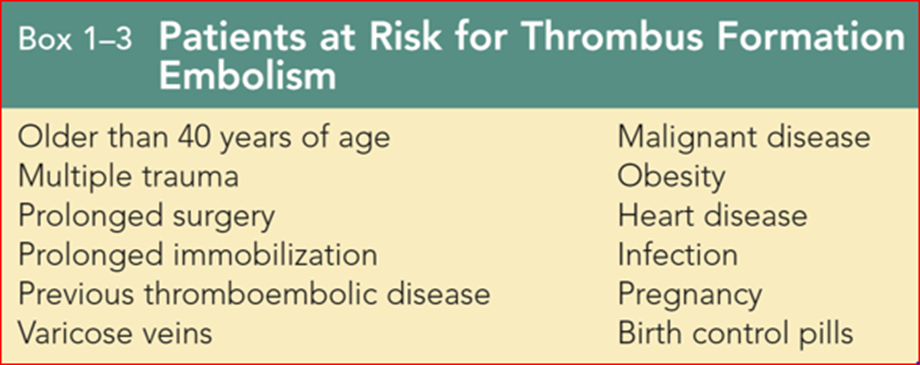 Box 1–3 Patients at Risk for Thrombus Formation
Embolism
Older than 40 years of age
Multiple trauma
Prolonged surgery
Prolonged immobilization
Previous thromboembolic disease
Varicose veins
Malignant disease
Obesity
Heart disease
Infection
Pregnancy
Birth control pills